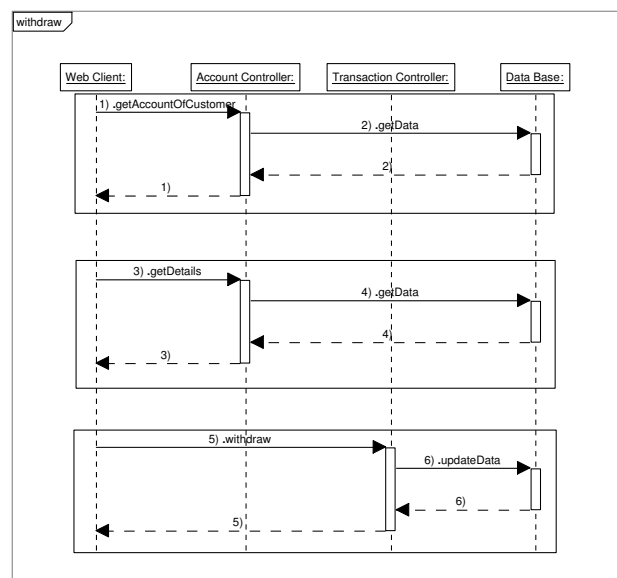 withdraw
Web Client:
Account Controller:
Transaction Controller:
Data Base:
1) .getAccountOfCustomer
2) .getData
2)
1)
3) .getDetails
4) .getData
4)
3)
5) .withdraw
6) .updateData
6)
5)